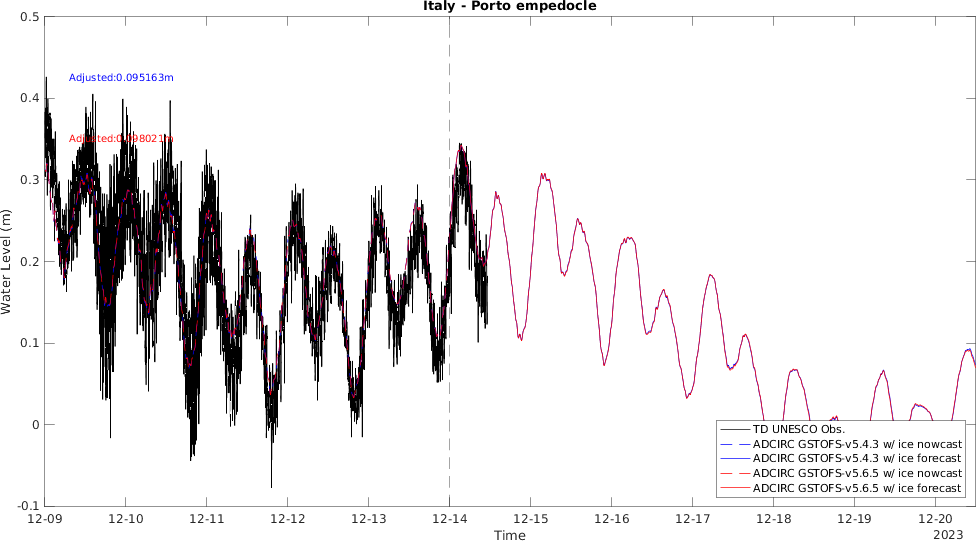 Italy - Porto empedocle
0.5
0.4
0.3
0.2
0.1
0
-0.1
Water Level (m)
Adjusted:0.095163m
Adjusted:0.098021m
TD UNESCO Obs.
ADCIRC GSTOFS-v5.4.3 w/ ice nowcast
ADCIRC GSTOFS-v5.4.3 w/ ice forecast
ADCIRC GSTOFS-v5.6.5 w/ ice nowcast
ADCIRC GSTOFS-v5.6.5 w/ ice forecast
12-09 12-10 12-11 12-12 12-13 12-14 12-15 12-16 12-17 12-18 12-19 12-20
Time
2023